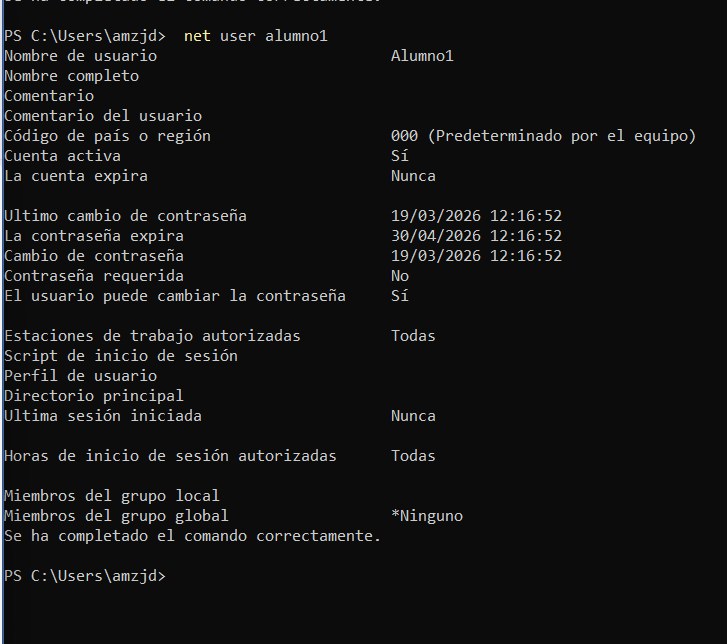 PS C:\Users\amzjd>  net user alumno1
Nombre de usuario                          Alumno1
Nombre completo
Comentario
Comentario del usuario
Código de país o región                    000 (Predeterminado por el equipo)
Cuenta activa                              Sí
La cuenta expira                           Nunca

Ultimo cambio de contraseña                19/03/2026 12:16:52
La contraseña expira                       30/04/2026 12:16:52
Cambio de contraseña                       19/03/2026 12:16:52
Contraseña requerida                       No
El usuario puede cambiar la contraseña     Sí

Estaciones de trabajo autorizadas          Todas
Script de inicio de sesión
Perfil de usuario
Directorio principal
Ultima sesión iniciada                     Nunca

Horas de inicio de sesión autorizadas      Todas

Miembros del grupo local
Miembros del grupo global                  *Ninguno
Se ha completado el comando correctamente.

PS C:\Users\amzjd>